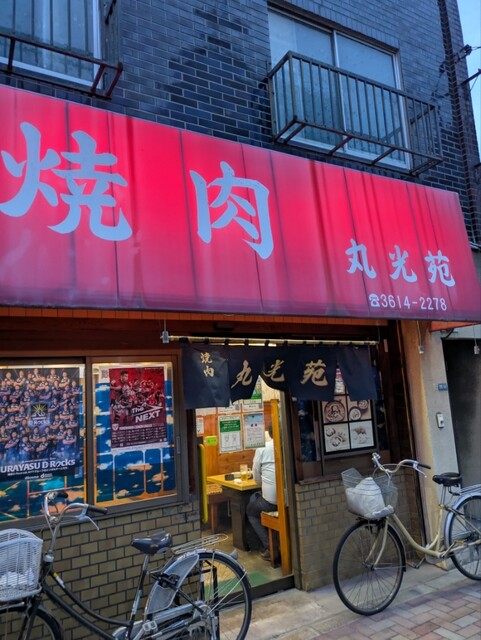 焼肉
丸光苑
☎3614-2278
焼肉 丸光苑
URAYASU D-ROCKS
The NEXT